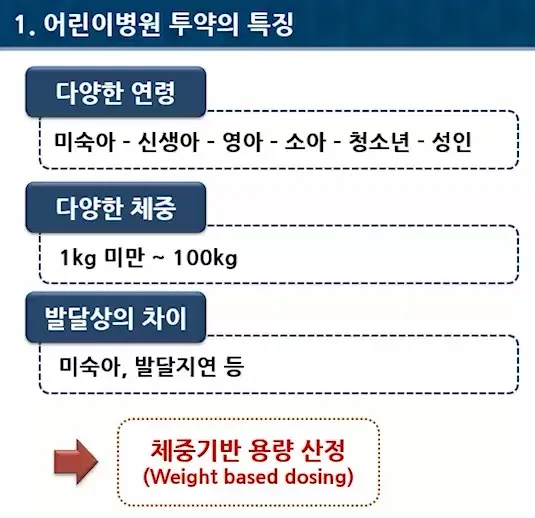 1. 어린이병원 투약의 특징
다양한 연령
미숙아 - 신생아 - 영아 - 소아 - 청소년 - 성인
다양한 체중
1kg 미만 ~ 100kg
발달상의 차이
미숙아, 발달지연 등
체중기반 용량 산정
(Weight based dosing)